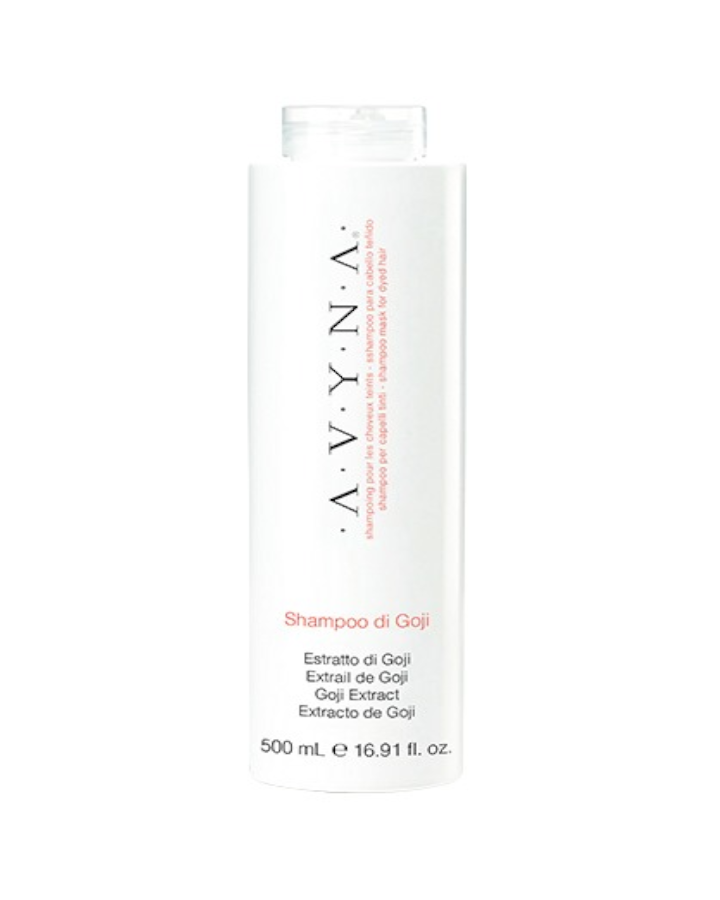 ·A·V·Y·N·A·®
shampoing pour les cheveux teints - sshampoo para cabello teñido
shampoo per capelli tinti - shampoo mask for dyed hair
Shampoo di Goji
Estratto di Goji
Extrail de Goji
Goji Extract
Extracto de Goji
500 mL ℮ 16.91 fl. oz.